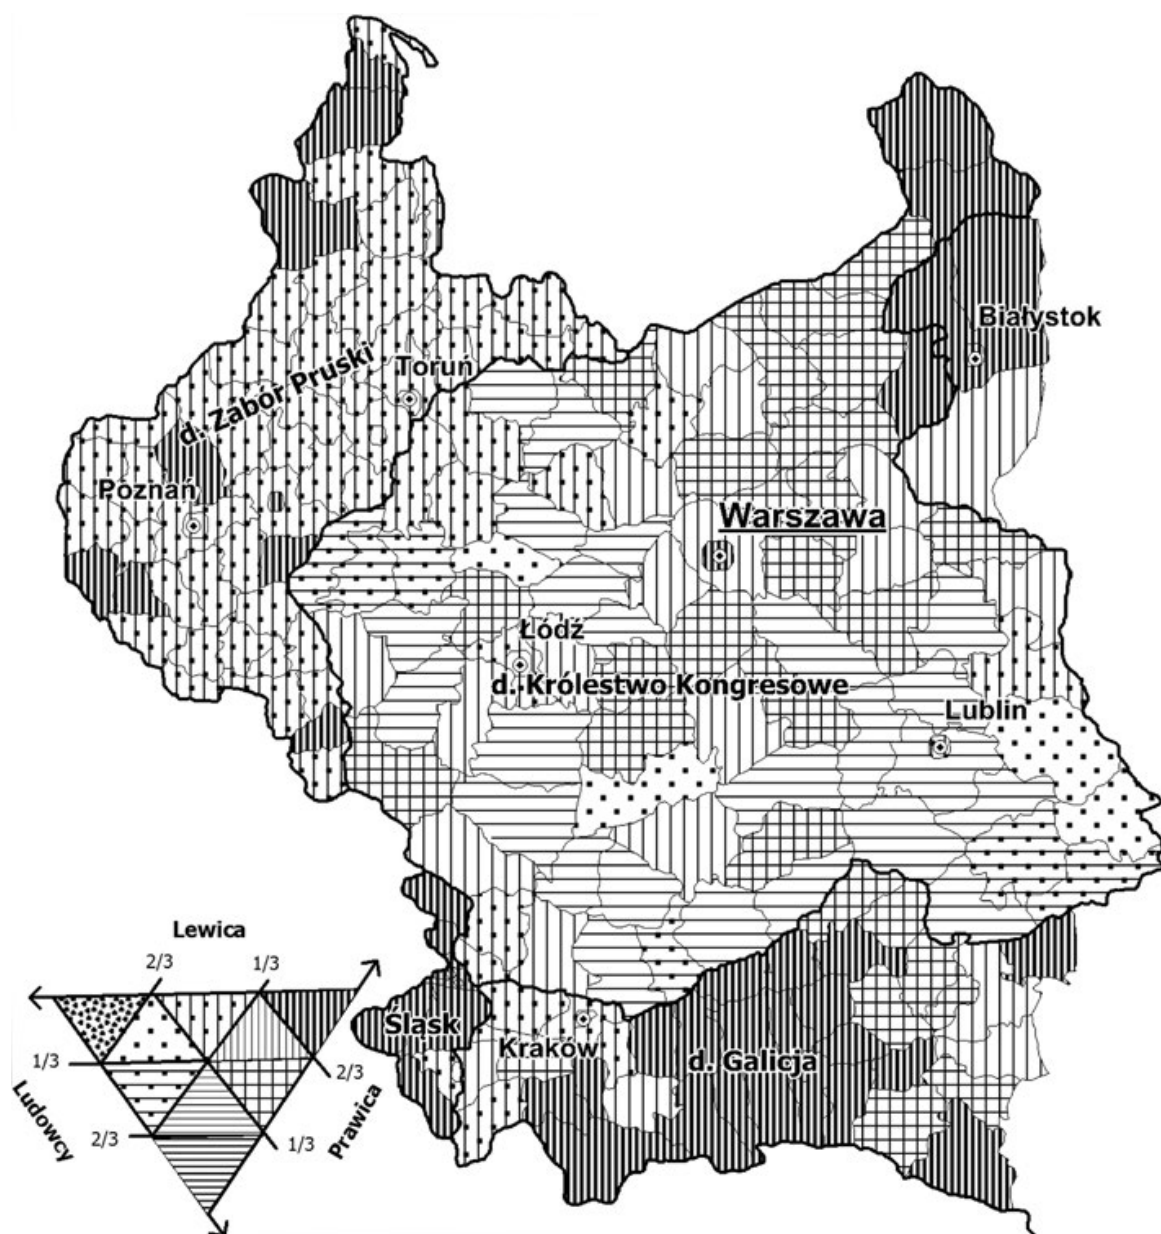 Białystok
Toruń
d. Zabór Pruski
Poznań
Warszawa
Łódź
d. Królestwo Kongresowe
Lublin
Lewica
2/3
1/3
Śląsk
Kraków
d. Galicja
1/3
2/3
Ludowcy
Prawica
2/3
1/3